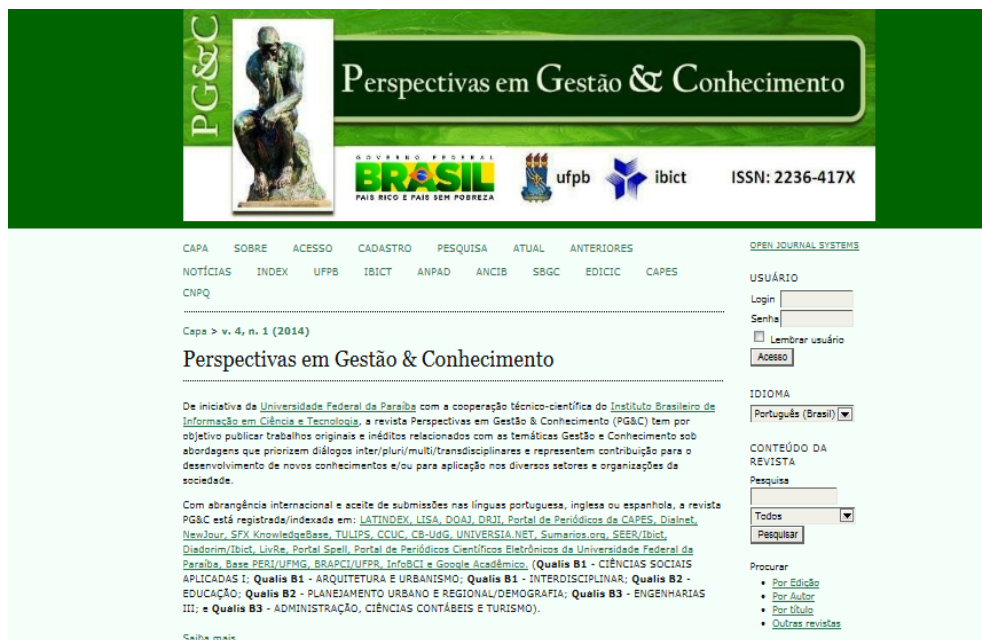 PG&C
Perspectivas em Gestão & Conhecimento
GOVERNO FEDERAL
BRASIL
PAÍS RICO É PAÍS SEM POBREZA
ufpb
ibict
ISSN: 2236-417X
CAPA SOBRE ACESSO CADASTRO PESQUISA ATUAL ANTERIORES
NOTÍCIAS INDEX UFPB IBICT ANPAD ANCIB SBGC EDICIC CAPES
CNPQ
Capa > v. 4, n. 1 (2014)
Perspectivas em Gestão & Conhecimento
De iniciativa da Universidade Federal da Paraíba com a cooperação técnico-científica do Instituto Brasileiro de
Informação em Ciência e Tecnologia, a revista Perspectivas em Gestão & Conhecimento (PG&C) tem por
objetivo publicar trabalhos originais e inéditos relacionados com as temáticas Gestão e Conhecimento sob
abordagens que priorizem diálogos inter/pluri/multi/transdisciplinares e representem contribuição para o
desenvolvimento de novos conhecimentos e/ou para aplicação nos diversos setores e organizações da
sociedade.
Com abrangência internacional e aceite de submissões nas línguas portuguesa, inglesa ou espanhola, a revista
PG&C está registrada/indexada em: LATINDEX, LISA, DOAJ, DRJI, Portal de Periódicos da CAPES, Dialnet,
NewJour, SFX KnowledgeBase, TULIPS, CCUC, CB-UdG, UNIVERSIA.NET, Sumarios.org, SEER/Ibict,
Diadorim/Ibict, LivRe, Portal Spell, Portal de Periódicos Científicos Eletrônicos da Universidade Federal da
Paraíba, Base PERI/UFMG, BRAPCI/UFPR, InfoBCI e Google Acadêmico. (Qualis B1 - CIÊNCIAS SOCIAIS
APLICADAS I; Qualis B1 - ARQUITETURA E URBANISMO; Qualis B1 - INTERDISCIPLINAR; Qualis B2 -
EDUCAÇÃO; Qualis B2 - PLANEJAMENTO URBANO E REGIONAL/DEMOGRAFIA; Qualis B3 - ENGENHARIAS
III; e Qualis B3 - ADMINISTRAÇÃO, CIÊNCIAS CONTÁBEIS E TURISMO).
Saiba mais
OPEN JOURNAL SYSTEMS
USUÁRIO
Login
Senha
Lembrar usuário
Acesso
IDIOMA
Português (Brasil)
CONTEÚDO DA
REVISTA
Pesquisa
Todos
Pesquisar
Procurar
Por Edição
Por Autor
Por título
Outras revistas